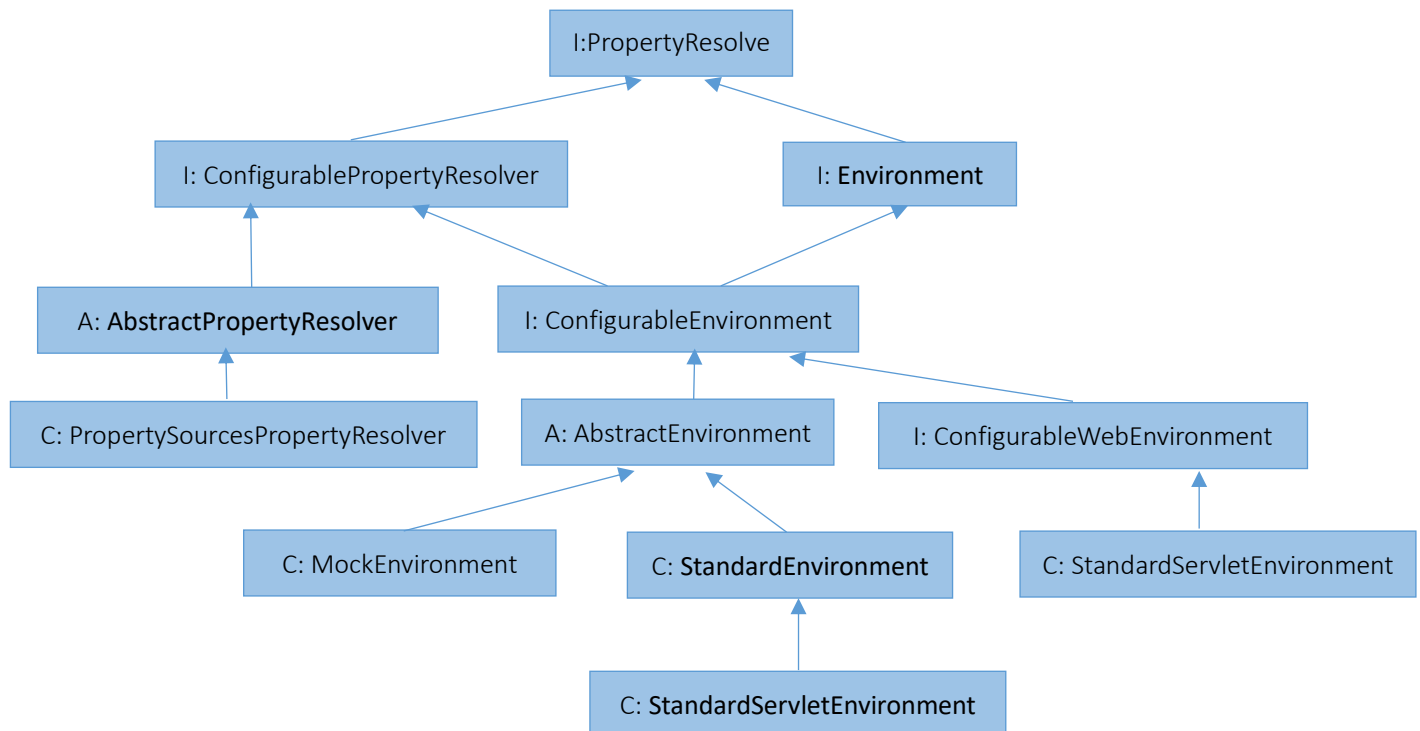 I:PropertyResolve
I: ConfigurablePropertyResolver
I: Environment
A: AbstractPropertyResolver
I: ConfigurableEnvironment
C: PropertySourcesPropertyResolver
A: AbstractEnvironment
I: ConfigurableWebEnvironment
C: MockEnvironment
C: StandardEnvironment
C: StandardServletEnvironment
C: StandardServletEnvironment